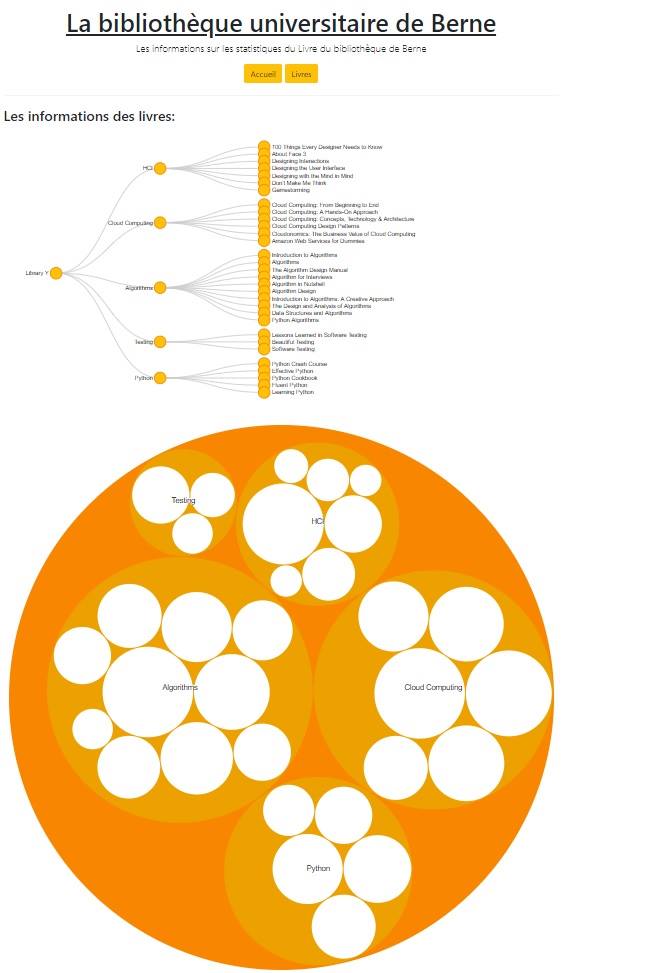 La bibliothèque universitaire de Berne
Les informations sur les statistiques du Livre du bibliothèque de Berne
Accueil
Livres
Les informations des livres:
Library Y
HCI
100 Things Every Designer Needs to Know
About Face 3
Designing Interactions
Designing the User Interface
Designing with the Mind in Mind
Don't Make Me Think
Gamestorming
Cloud Computing
Cloud Computing: From Beginning to End
Cloud Computing: A Hands-On Approach
Cloud Computing: Concepts, Technology & Architecture
Cloud Computing Design Patterns
Cloudonomics: The Business Value of Cloud Computing
Amazon Web Services for Dummies
Algorithms
Introduction to Algorithms
Algorithms
The Algorithm Design Manual
Algorithm for Interviews
Algorithm in Nutshell
Algorithm Design
Introduction to Algorithms: A Creative Approach
The Design and Analysis of Algorithms
Data Structures and Algorithms
Python Algorithms
Testing
Lessons Learned in Software Testing
Beautiful Testing
Software Testing
Python
Python Crash Course
Effective Python
Python Cookbook
Fluent Python
Learning Python
Testing
HCI
Algorithms
Cloud Computing
Python